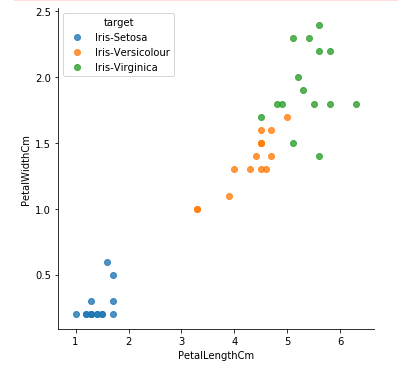 target
Iris-Setosa
Iris-Versicolour
Iris-Virginica
2.5
2.0
1.5
1.0
0.5
PetalWidthCm
1 2 3 4 5 6
PetalLengthCm